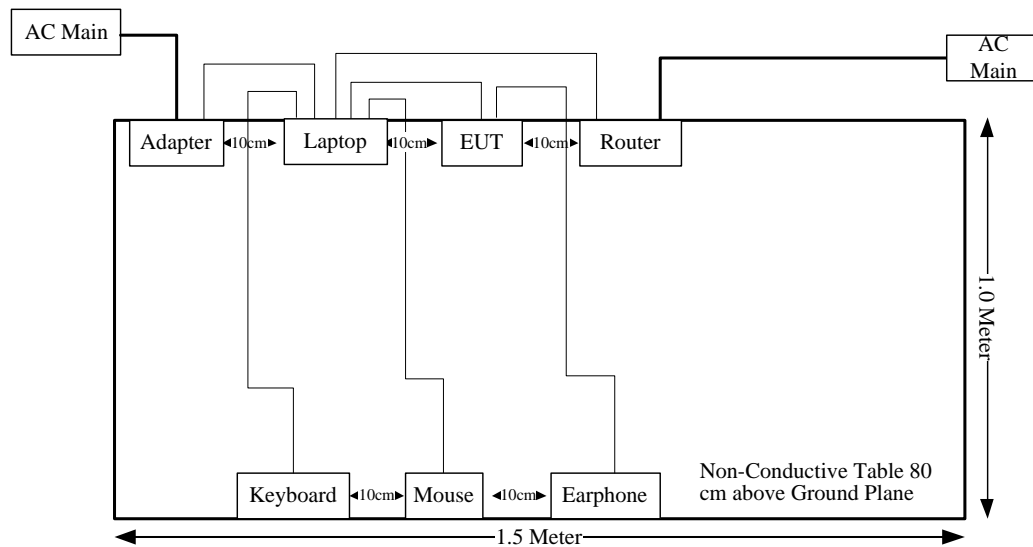 AC Main
AC
Main
Adapter
10cm
Laptop
10cm
EUT
10cm
Router
1.0 Meter
Keyboard
10cm
Mouse
10cm
Earphone
Non-Conductive Table 80
cm above Ground Plane
1.5 Meter